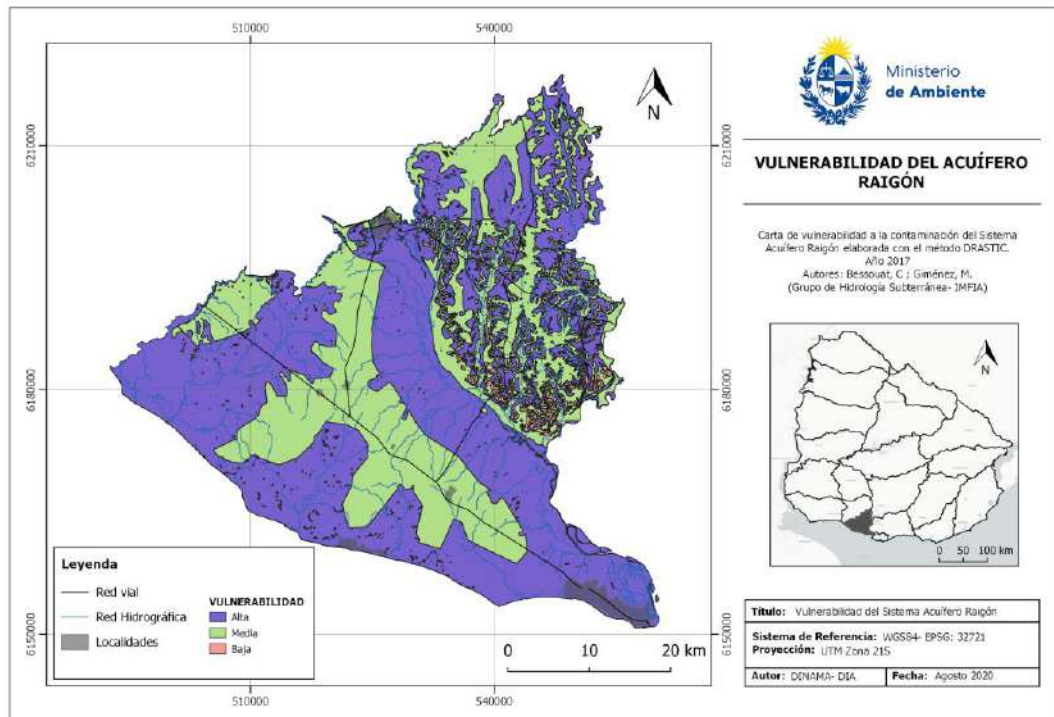 510000
540000
6210000
6210000
6180000
6180000
6150000
6150000
510000
540000
N
Leyenda
Red vial
Red Hidrográfica
Localidades
VULNERABILIDAD
Alta
Media
Baja
0 10 20 km
Ministerio
de Ambiente
VULNERABILIDAD DEL ACUÍFERO
RAIGÓN
Carta de vulnerabilidad a la contaminación del Sistema
Acuífero Raigón elaborada con el método DRASTIC.
Año 2017
Autores: Bessouat, C ; Giménez, M.
(Grupo de Hidrología Subterránea- IMFIA)
N
0 50 100 km
Título: Vulnerabilidad del Sistema Acuífero Raigón
Sistema de Referencia: WGS84- EPSG: 32721
Proyección: UTM Zona 21S
Autor: DINAMA- DIA
Fecha: Agosto 2020